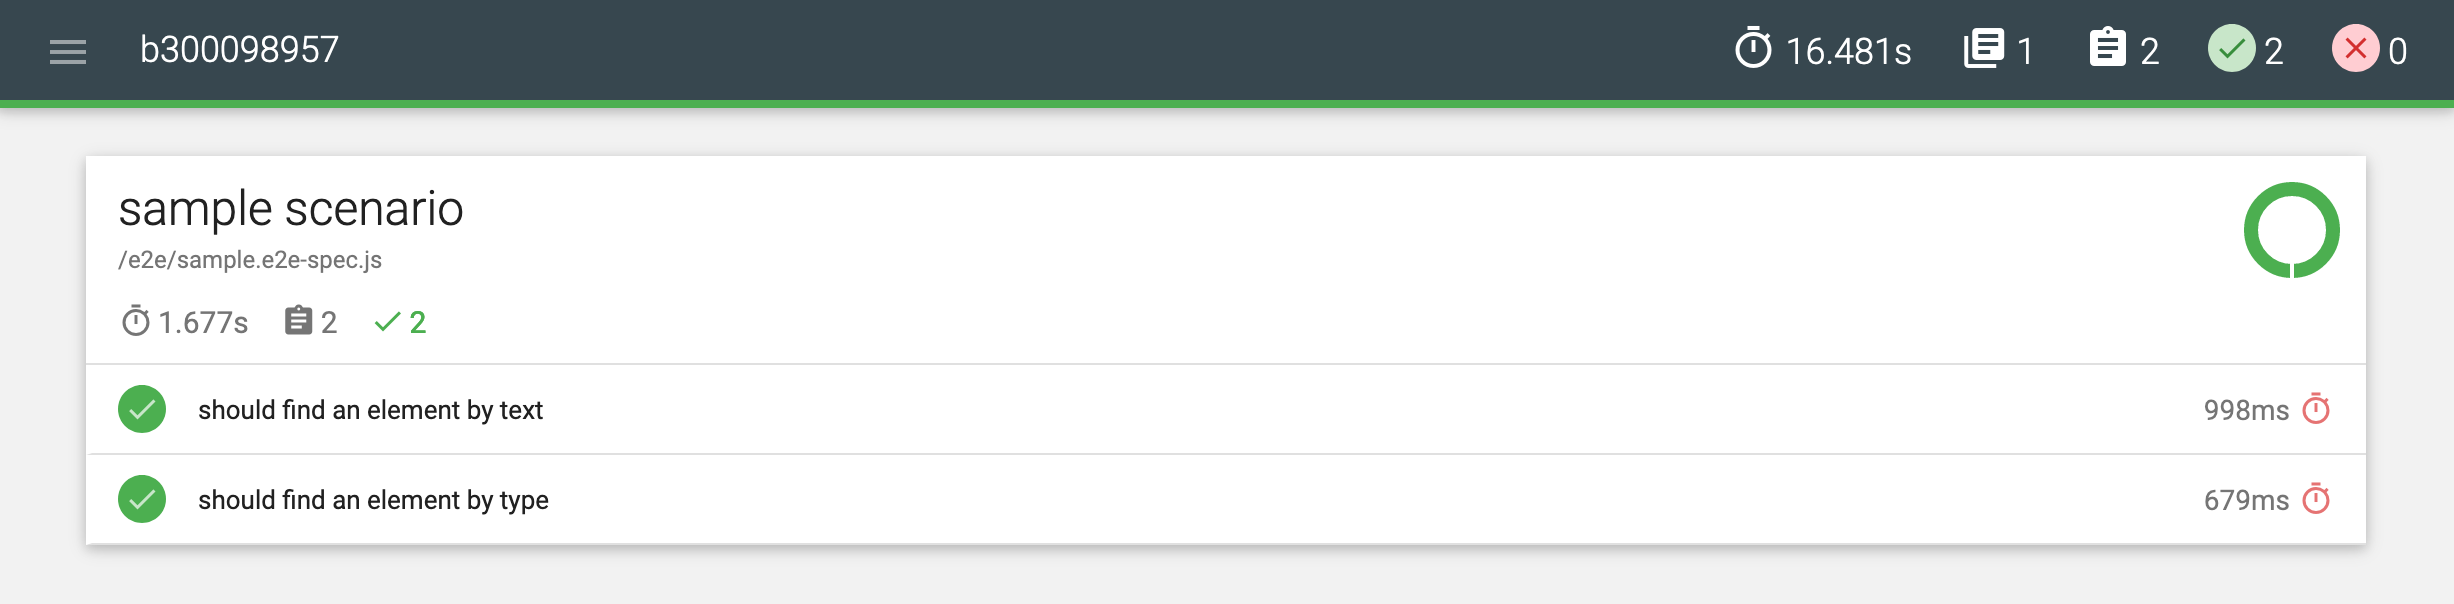 b300098957 16.481s 1 2 2 0
sample scenario
/e2e/sample.e2e-spec.js
1.677s 2 2
should find an element by text 998ms
should find an element by type 679ms